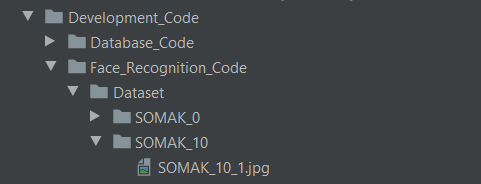 Development_Code
Database_Code
Face_Recognition_Code
Dataset
SOMAK_0
SOMAK_10
SOMAK_10_1.jpg